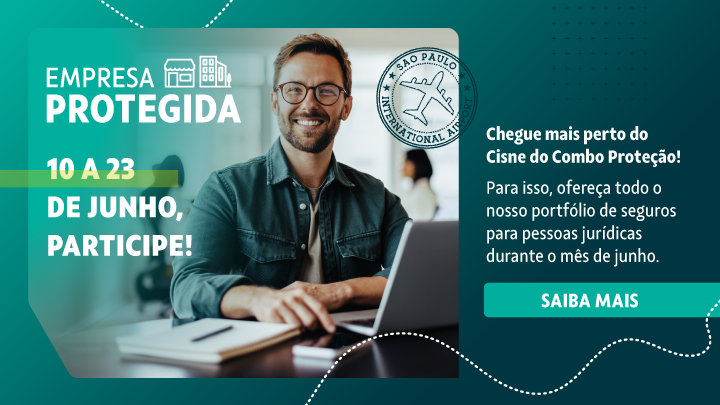 EMPRESA
PROTEGIDA
10 A 23
DE JUNHO,
PARTICIPE!
SÃO PAULO
INTERNATIONAL AIRPORT
Chegue mais perto do
Cisne do Combo Proteção!
Para isso, ofereça todo o
nosso portfólio de seguros
para pessoas jurídicas
durante o mês de junho.
SAIBA MAIS